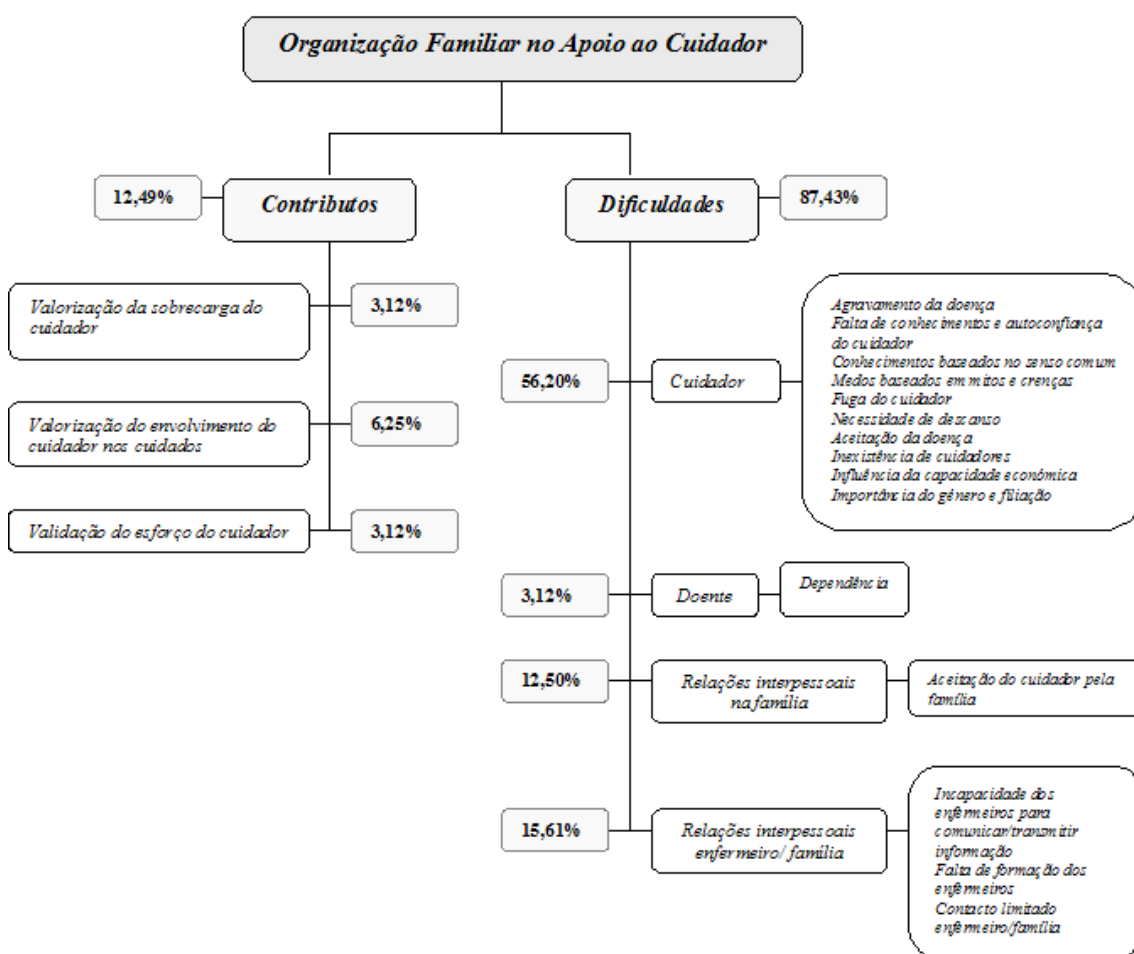 Organização Familiar no Apoio ao Cuidador
12,49%
Contributos
Dificuldades
87,43%
Valorização da sobrecarga do
cuidador
3,12%
Valorização do envolvimento do
cuidador nos cuidados
6,25%
Validação do esforço do cuidador
3,12%
56,20%
Cuidador
Agravamento da doença
Falta de conhecimentos e autoconfiança
do cuidador
Conhecimentos baseados no senso comum
Medos baseados em mitos e crenças
Fuga do cuidador
Necessidade de descanso
Aceitação da doença
Inexistência de cuidadores
Influência da capacidade económica
Importância do género e filiação
3,12%
Doente
Dependência
12,50%
Relações interpessoais
na família
Aceitação do cuidador pela
família
15,61%
Relações interpessoais
enfermeiro/ família
Incapacidade dos
enfermeiros para
comunicar/transmitir
informação
Falta de formação dos
enfermeiros
Contacto limitado
enfermeiro/família